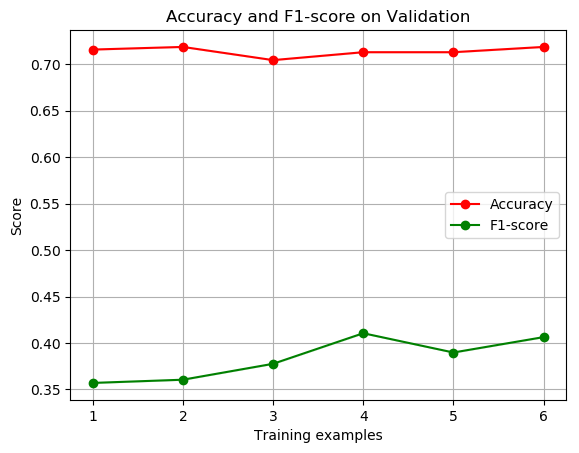 Accuracy and F1-score on Validation
0.70
0.65
0.60
0.55
0.50
0.45
0.40
0.35
Score
Accuracy
F1-score
1 2 3 4 5 6
Training examples